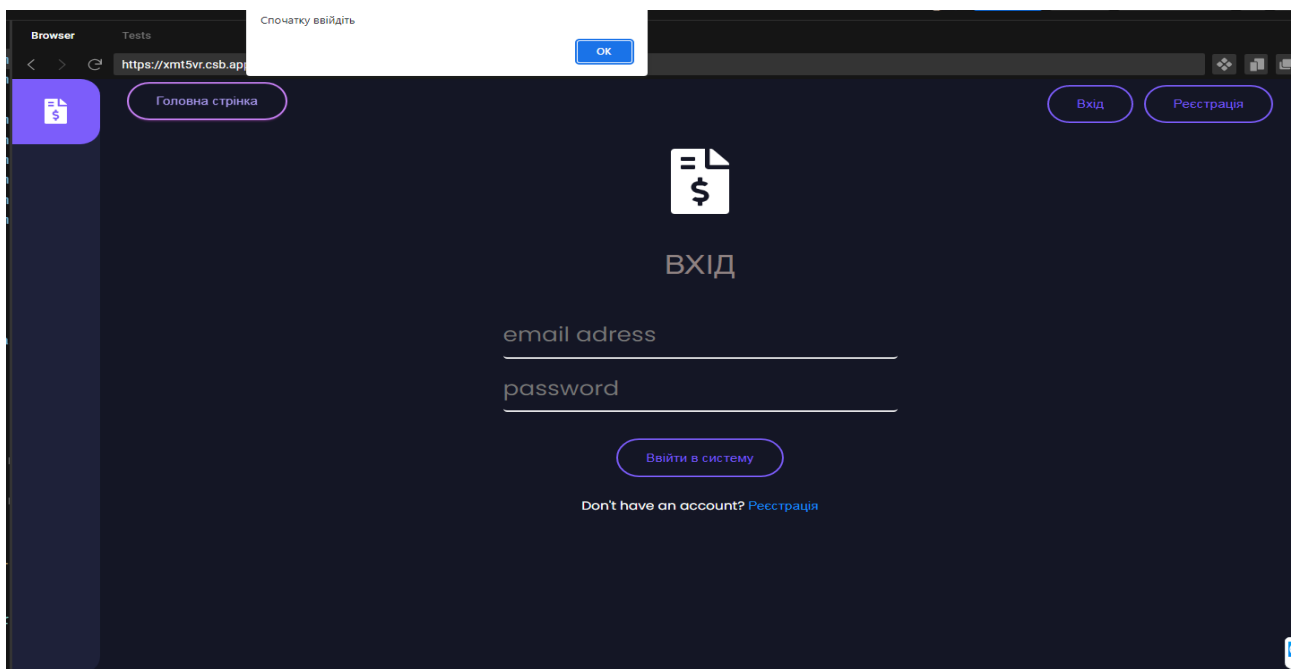 Спочатку ввійдіть
OK
Browser
Tests
https://xmt5vr.csb.app
Головна стрінка
Вхід
Реєстрація
$
$
ВХІД
email adress
password
Ввійти в систему
Don't have an account? Реєстрація